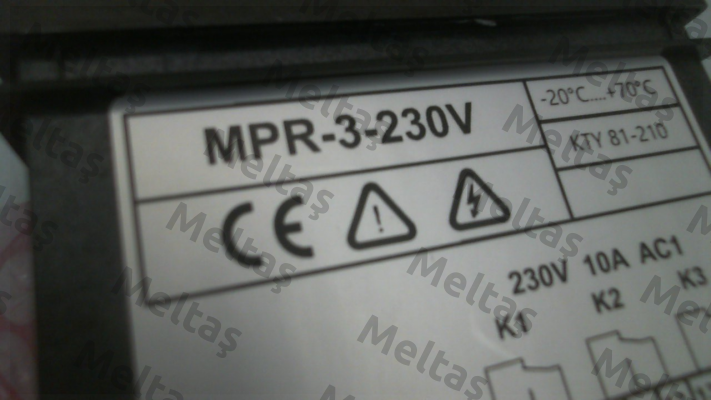 MPR-3-230V
-20°C....+70°C
KTY 81-210
CE
230V 10A AC1
K1 K2 K3
Meltaş